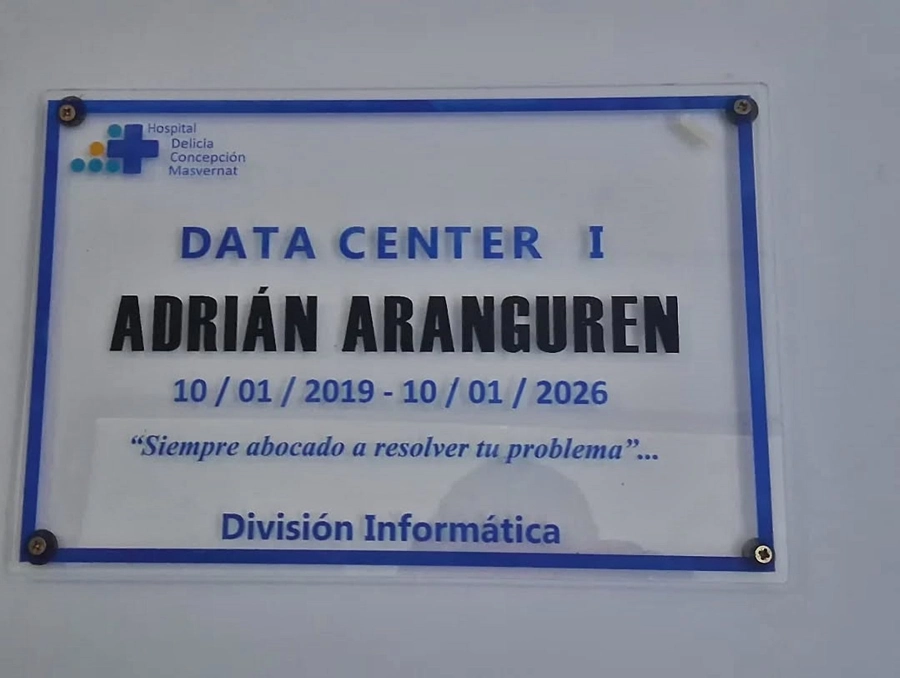 Hospital
Delicia
Concepción
Masvernat
DATA CENTER I
ADRIÁN ARANGUREN
10 / 01 / 2019 - 10 / 01 / 2026
“Siempre abocado a resolver tu problema”...
División Informática